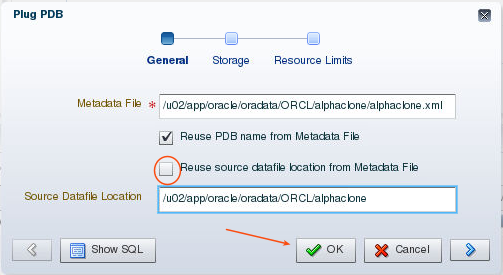 Plug PDB
General Storage Resource Limits
Metadata File * /u02/app/oracle/oradata/ORCL/alphaclone/alphaclone.xml
Reuse PDB name from Metadata File
Reuse source datafile location from Metadata File
Source Datafile Location /u02/app/oracle/oradata/ORCL/alphaclone
Show SQL OK Cancel